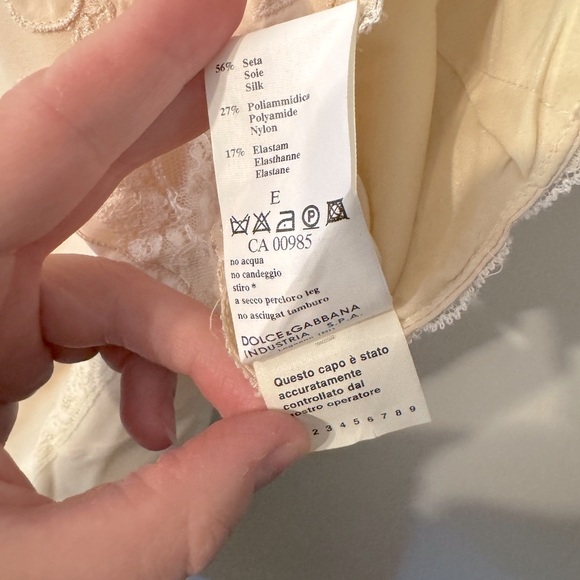 56% Seta
Soie
Silk
27% Poliammidica
Polyamide
Nylon
17% Elastam
Elasthanne
Elastane
E
P
CA 00985
no acqua
no candeggio
stiro *
a secco percloro leg
no asciugat tamburo
DOLCE&GABBANA
INDUSTRIA S.P.A.
Questo capo è stato
accuratamente
controllato dal
nostro operatore
2 3 4 5 6 7 8 9